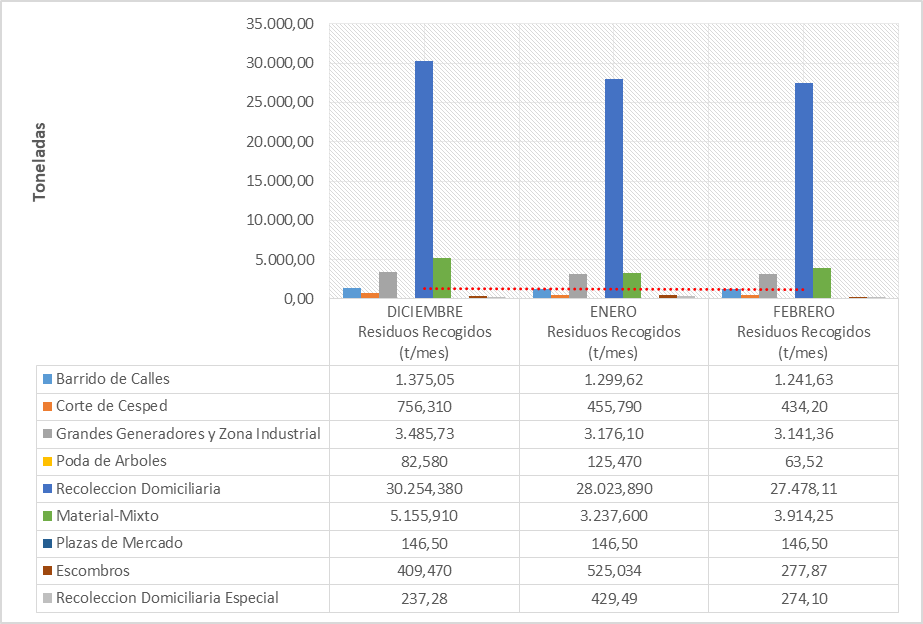 35.000,00
30.000,00
25.000,00
20.000,00
15.000,00
10.000,00
5.000,00
0,00
Toneladas
DICIEMBRE
Residuos Recogidos
(t/mes)
ENERO
Residuos Recogidos
(t/mes)
FEBRERO
Residuos Recogidos
(t/mes)
Barrido de Calles 1.375,05 1.299,62 1.241,63
Corte de Cesped 756,310 455,790 434,20
Grandes Generadores y Zona Industrial 3.485,73 3.176,10 3.141,36
Poda de Arboles 82,580 125,470 63,52
Recoleccion Domiciliaria 30.254,380 28.023,890 27.478,11
Material-Mixto 5.155,910 3.237,600 3.914,25
Plazas de Mercado 146,50 146,50 146,50
Escombros 409,470 525,034 277,87
Recoleccion Domiciliaria Especial 237,28 429,49 274,10